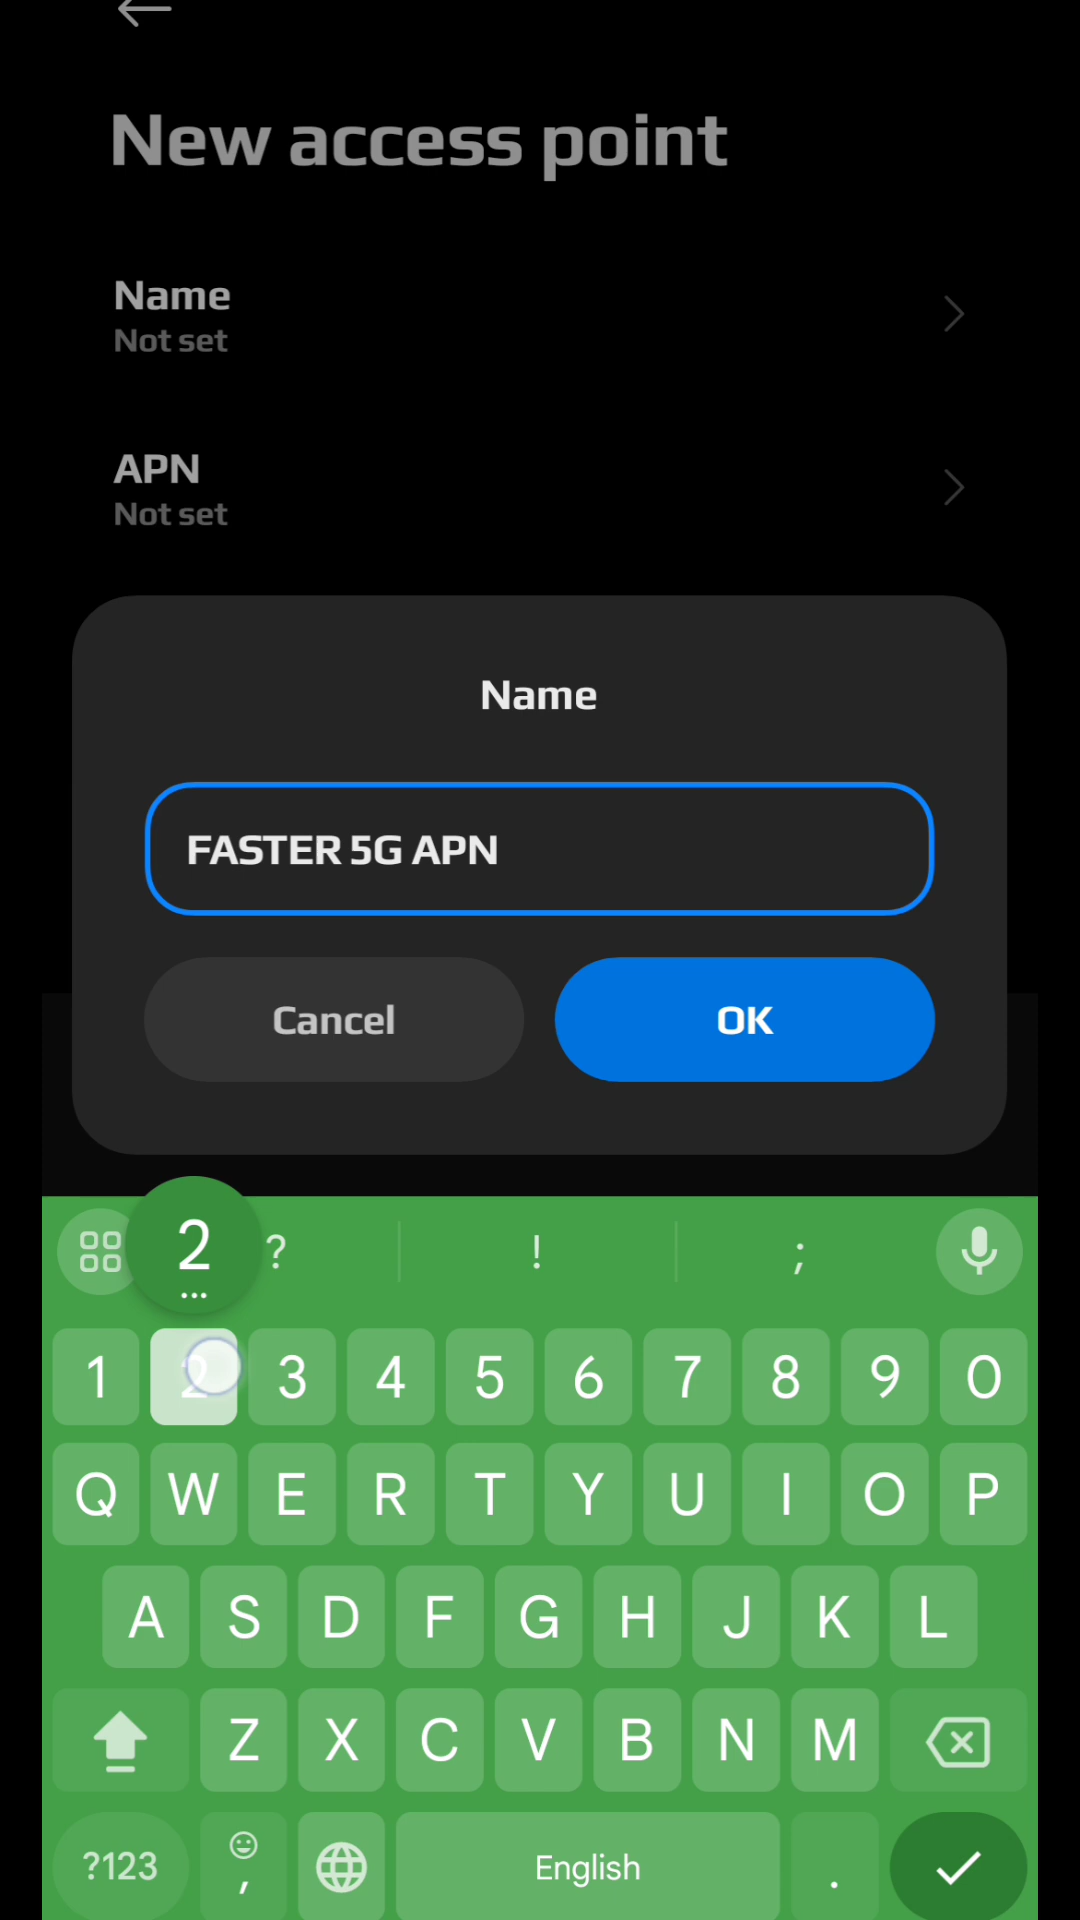 New access point
Name
Not set
APN
Not set
Name
FASTER 5G APN
Cancel
OK
2
...
? ! ;
1 2 3 4 5 6 7 8 9 0
Q W E R T Y U I O P
A S D F G H J K L
Z X C V B N M
?123 , English .